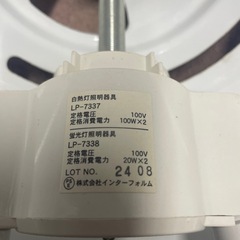 白熱灯照明器具
LP-7337
定格電圧 100V
定格消費電力 100W×2
蛍光灯照明器具
LP-7338
定格電圧 100V
定格消費電力 20W×2
LOT NO. 2408
株式会社インターフォルム